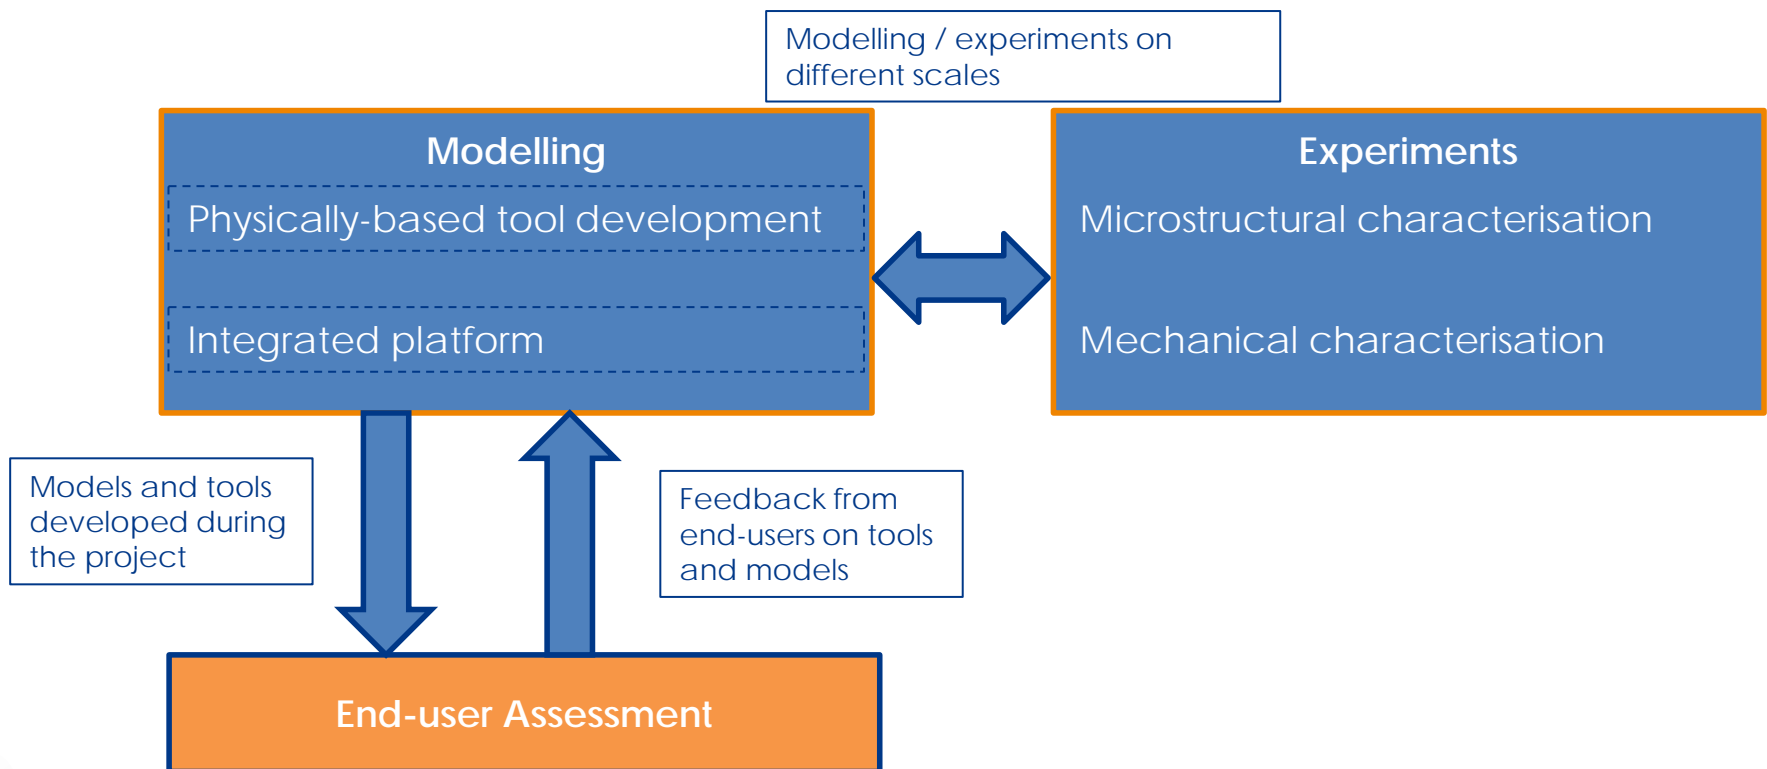 Modelling / experiments on
different scales
Modelling
Physically-based tool development
Integrated platform
Experiments
Microstructural characterisation
Mechanical characterisation
Models and tools
developed during
the project
Feedback from
end-users on tools
and models
End-user Assessment